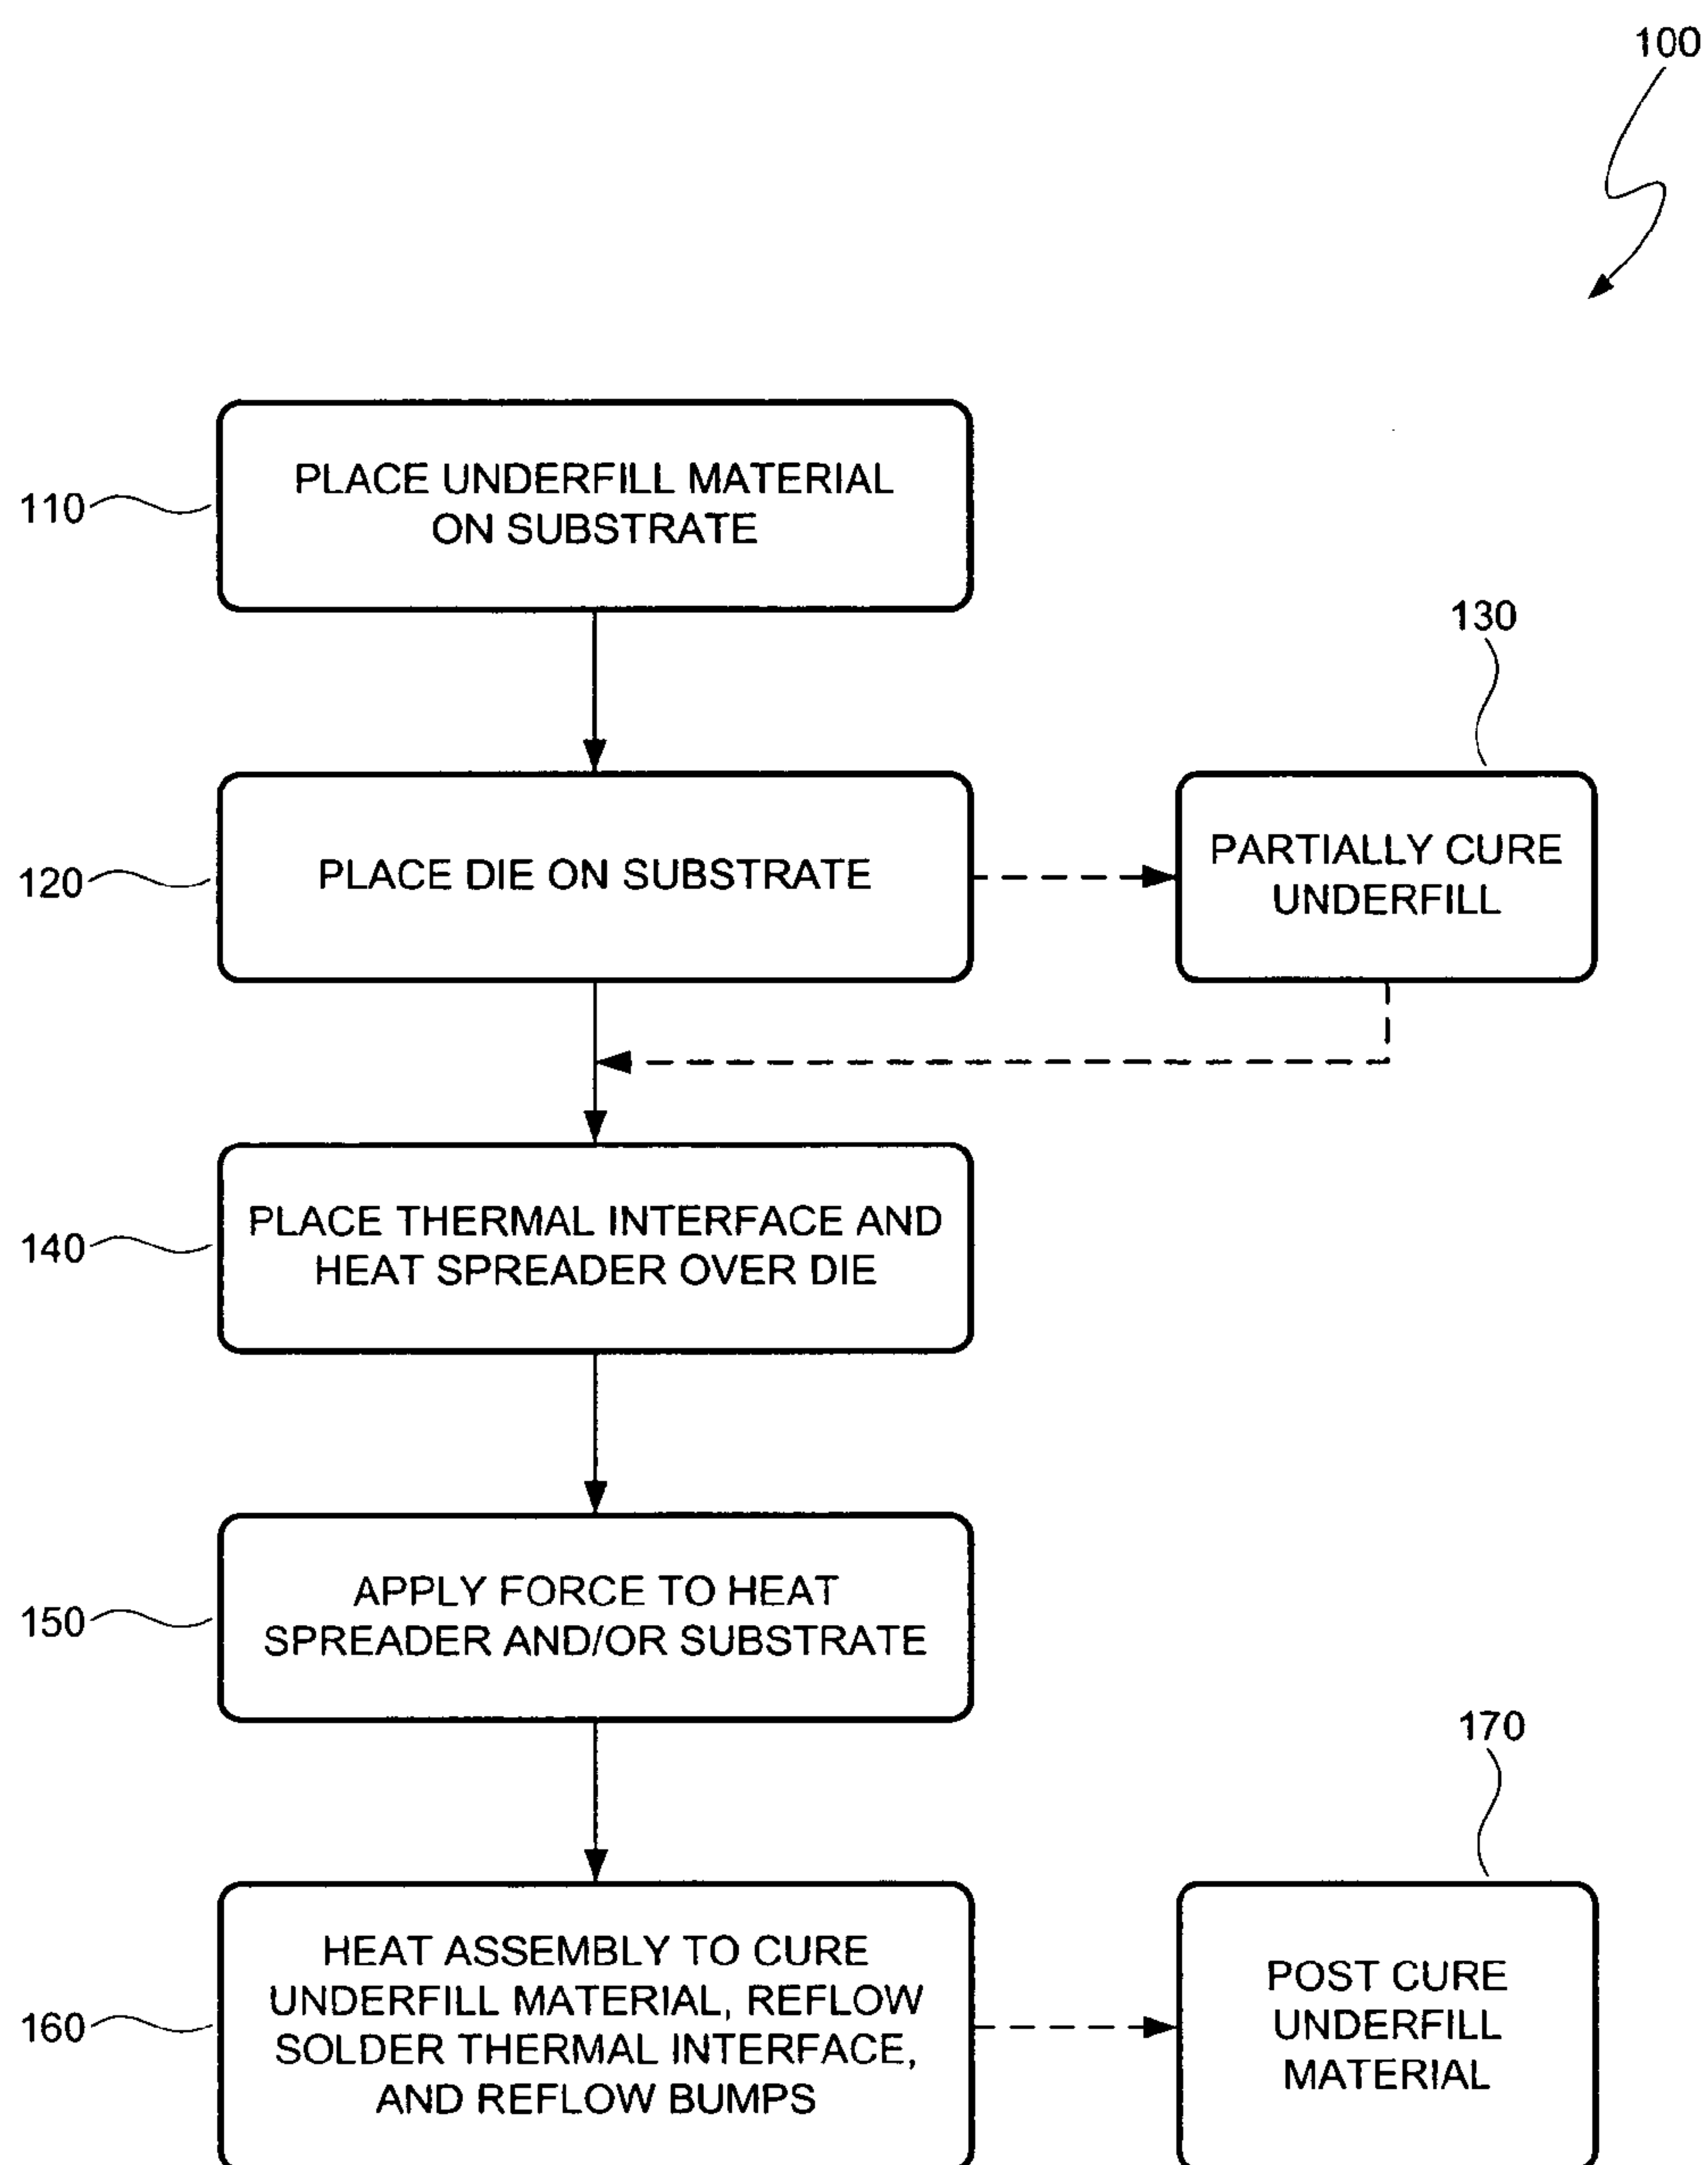 100
110
PLACE UNDERFILL MATERIAL
ON SUBSTRATE
130
120
PLACE DIE ON SUBSTRATE
PARTIALLY CURE
UNDERFILL
140
PLACE THERMAL INTERFACE AND
HEAT SPREADER OVER DIE
150
APPLY FORCE TO HEAT
SPREADER AND/OR SUBSTRATE
170
160
HEAT ASSEMBLY TO CURE
UNDERFILL MATERIAL, REFLOW
SOLDER THERMAL INTERFACE,
AND REFLOW BUMPS
POST CURE
UNDERFILL
MATERIAL